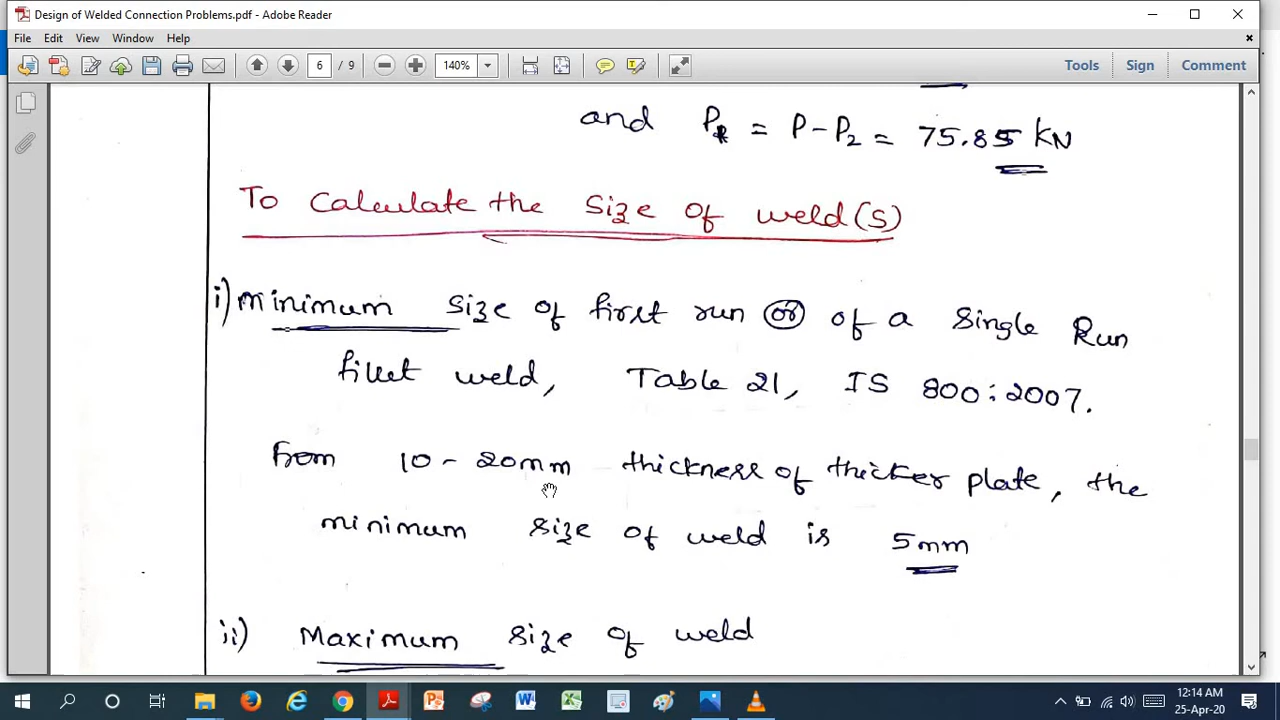 Design of Welded Connection Problems.pdf - Adobe Reader
File Edit View Window Help
6 / 9 140% Tools Sign Comment
and P₁ = P-P₂ = 75.85 KN
To Calculate the size of weld(s)
i) minimum size of first run or of a single Run
fillet weld, Table 21, IS 800:2007.
from 10 - 20mm thickness of thicker plate, the
minimum size of weld is 5mm
ii) Maximum size of weld
12:14 AM
25-Apr-20